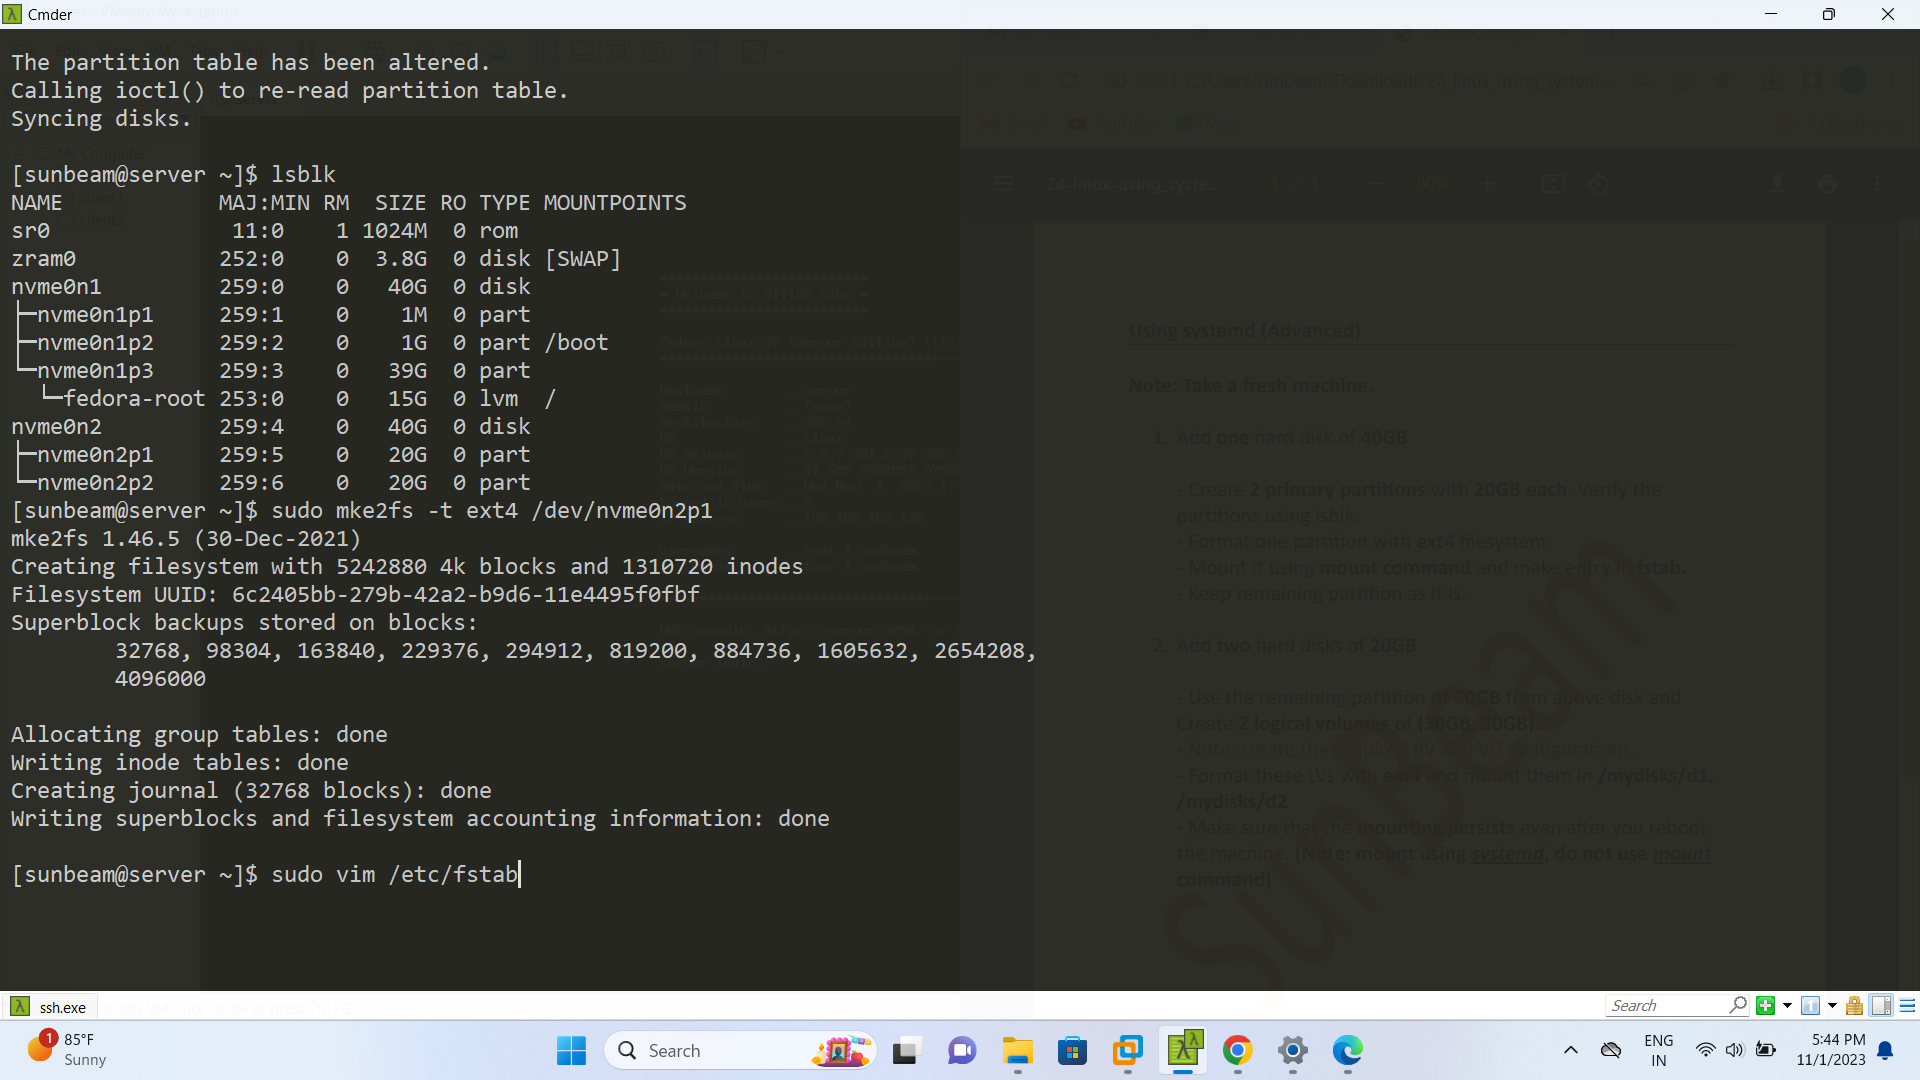 Cmder
The partition table has been altered.
Calling ioctl() to re-read partition table.
Syncing disks.
[sunbeam@server ~]$ lsblk
NAME MAJ:MIN RM SIZE RO TYPE MOUNTPOINTS
sr0 11:0 1 1024M 0 rom
zram0 252:0 0 3.8G 0 disk [SWAP]
nvme0n1 259:0 0 40G 0 disk
├─nvme0n1p1 259:1 0 1M 0 part
├─nvme0n1p2 259:2 0 1G 0 part /boot
└─nvme0n1p3 259:3 0 39G 0 part
└─fedora-root 253:0 0 15G 0 lvm /
nvme0n2 259:4 0 40G 0 disk
├─nvme0n2p1 259:5 0 20G 0 part
└─nvme0n2p2 259:6 0 20G 0 part
[sunbeam@server ~]$ sudo mke2fs -t ext4 /dev/nvme0n2p1
mke2fs 1.46.5 (30-Dec-2021)
Creating filesystem with 5242880 4k blocks and 1310720 inodes
Filesystem UUID: 6c2405bb-279b-42a2-b9d6-11e4495f0fbf
Superblock backups stored on blocks:
32768, 98304, 163840, 229376, 294912, 819200, 884736, 1605632, 2654208,
4096000
Allocating group tables: done
Writing inode tables: done
Creating journal (32768 blocks): done
Writing superblocks and filesystem accounting information: done
[sunbeam@server ~]$ sudo vim /etc/fstab
24_linux_using_syste...
Using systemd (Advanced)
Note: Take a fresh machine.
1. Add one hard disk of 40GB
- Create 2 primary partitions with 20GB each. Verify the
partitions using lsblk.
- Format one partition with ext4 filesystem.
- Mount it using mount command and make entry in fstab.
- Keep remaining partition as it is.
2. Add two hard disks of 20GB
- Use the remaining partition of 20GB from above disk and
Create 2 logical volumes of (30GB, 30GB).
- Note: create the required PV and VG configurations.
- Format these LVs with ext4 and mount them in /mydisks/d1,
/mydisks/d2
- Make sure that the mounting persists even after you reboot
the machine. (Note: mount using systemd, do not use mount
command)
SunBeam
ssh.exe
Search
1
85°F
Sunny
Search
ENG
IN
5:44 PM
11/1/2023